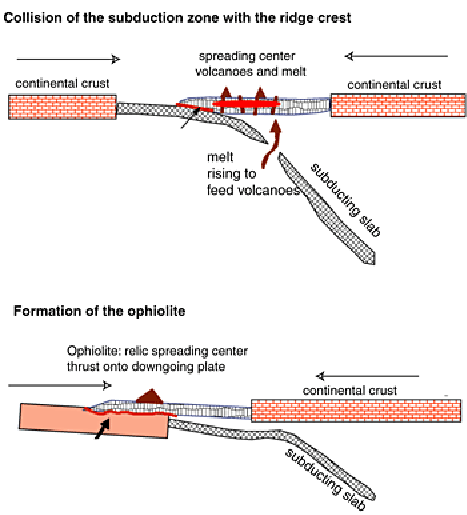 Collision of the subduction zone with the ridge crest
spreading center
volcanoes and melt
continental crust
continental crust
melt
rising to
feed volcanoes
subducting slab
Formation of the ophiolite
Ophiolite: relic spreading center
thrust onto downgoing plate
continental crust
subducting slab